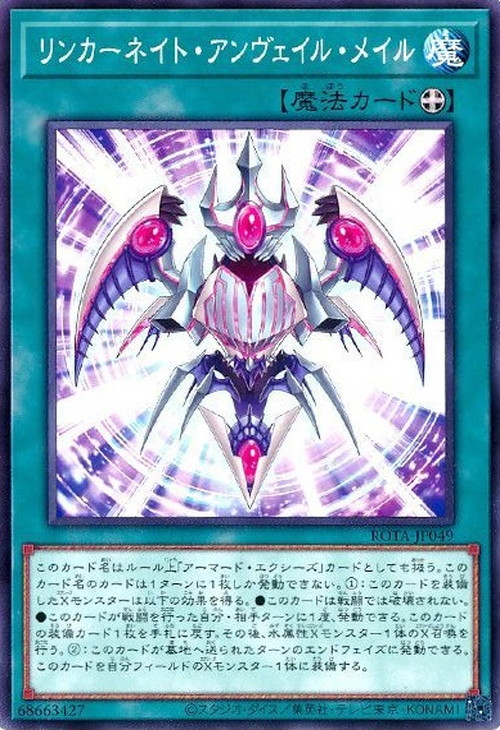 リンカーネイト・アンヴェイル・メイル 魔
【魔法カード】
ROTA-JP049
このカード名はルール上「アーマード・エクシーズ」カードとしても扱う。この
カード名のカードは1ターンに1枚しか発動できない。①：このカードを装備
したXモンスターは以下の効果を得る。●このカードは戦闘では破壊されない。
●このカードが戦闘を行った自分・相手ターンに1度、発動できる。このカード
の装備カード1枚を手札に戻す。その後、水属性Xモンスター1体のX召喚を
行う。②：このカードが墓地へ送られたターンのエンドフェイズに発動できる。
このカードを自分フィールドのXモンスター1体に装備する。
68663427 ©スタジオ・ダイス／集英社・テレビ東京・KONAMI